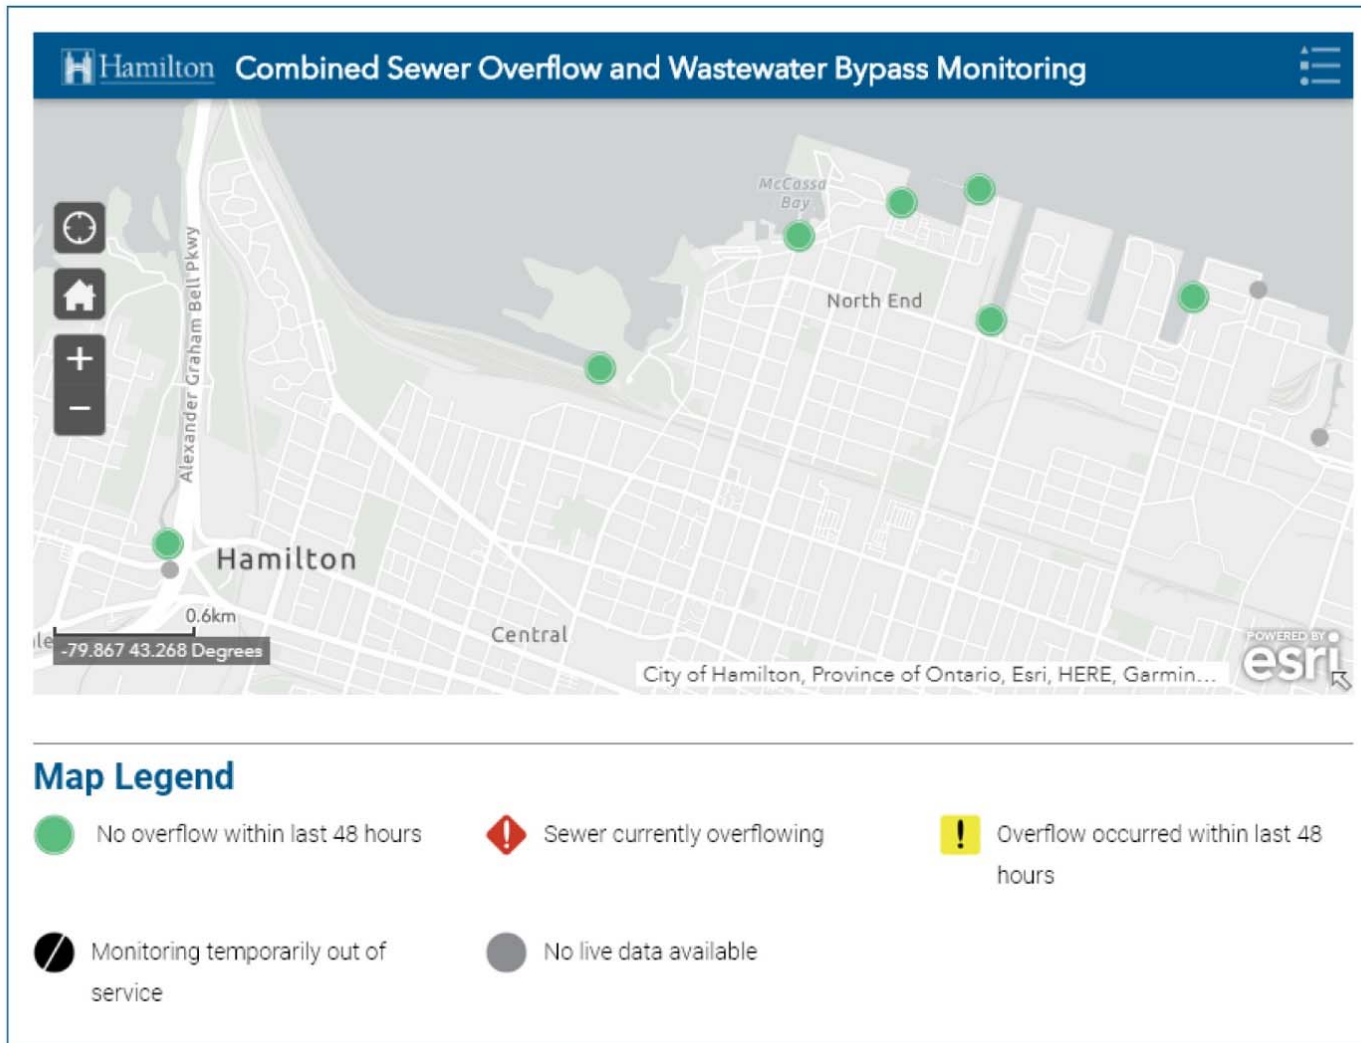 Hamilton Combined Sewer Overflow and Wastewater Bypass Monitoring
McCassa
Bay
North End
Alexander Graham Bell Pkwy
+
−
Hamilton
0.6km
Central
-79.867 43.268 Degrees
City of Hamilton, Province of Ontario, Esri, HERE, Garmin...
POWERED BY
esri
Map Legend
No overflow within last 48 hours
! Sewer currently overflowing
! Overflow occurred within last 48
hours
Monitoring temporarily out of
service
No live data available